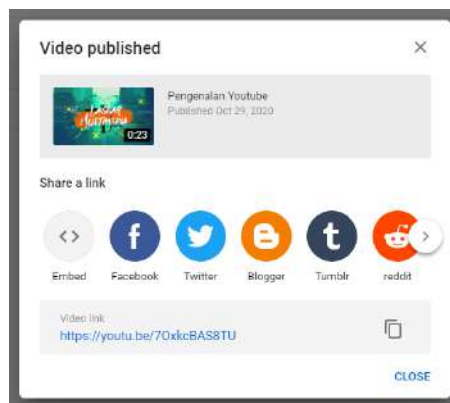 Video published
Pengenalan Youtube
Published Oct 29, 2020
0:23
Share a link
Embed
Facebook
Twitter
Blogger
Tumblr
reddit
Video link
https://youtu.be/7OxkcBAS8TU
CLOSE